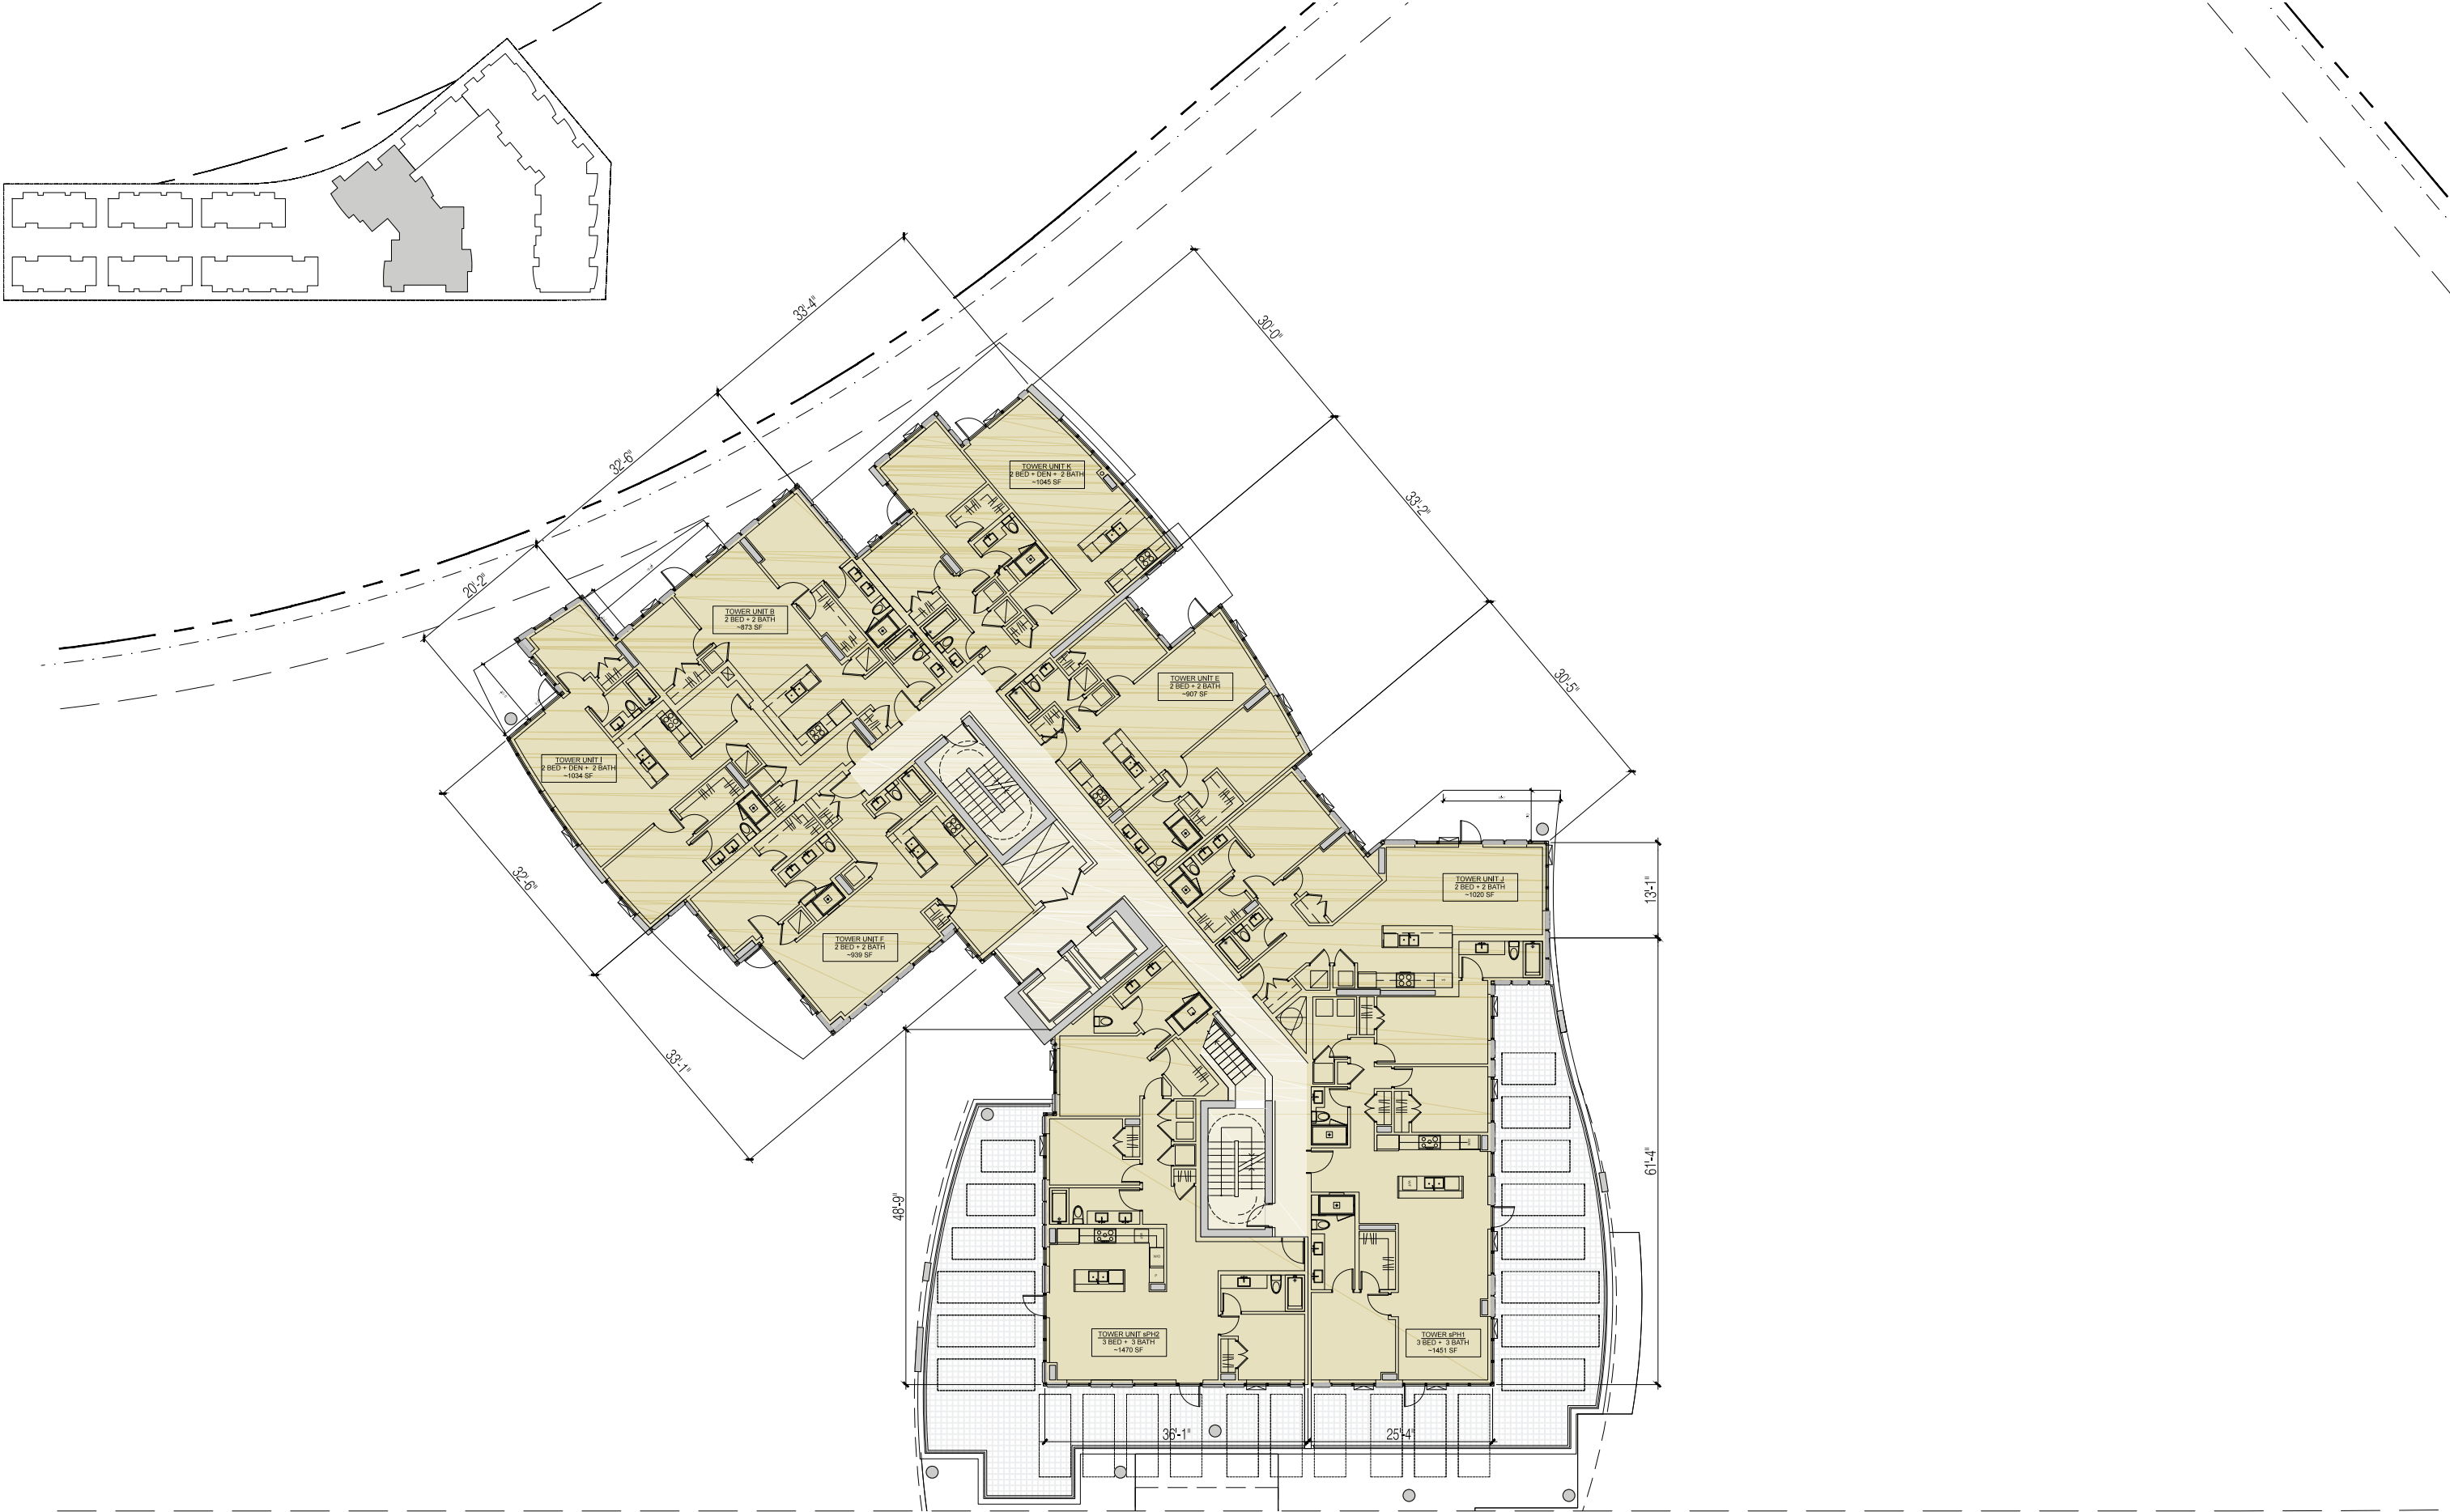 33'-4"
30'-0"
32'-6"
TOWER UNIT K
2 BED + DEN + 2 BATH
~1045 SF
33'-2"
20'-2"
TOWER UNIT B
2 BED + 2 BATH
~873 SF
TOWER UNIT E
2 BED + 2 BATH
~907 SF
30'-5"
TOWER UNIT I
2 BED + DEN + 2 BATH
~1034 SF
32'-6"
TOWER UNIT J
2 BED + 2 BATH
~1020 SF
13'-1"
TOWER UNIT F
2 BED + 2 BATH
~939 SF
33'-1"
61'-4"
48'-9"
TOWER UNIT sPH2
3 BED + 3 BATH
~1470 SF
TOWER sPH1
3 BED + 3 BATH
~1451 SF
36'-1"
25'-4"